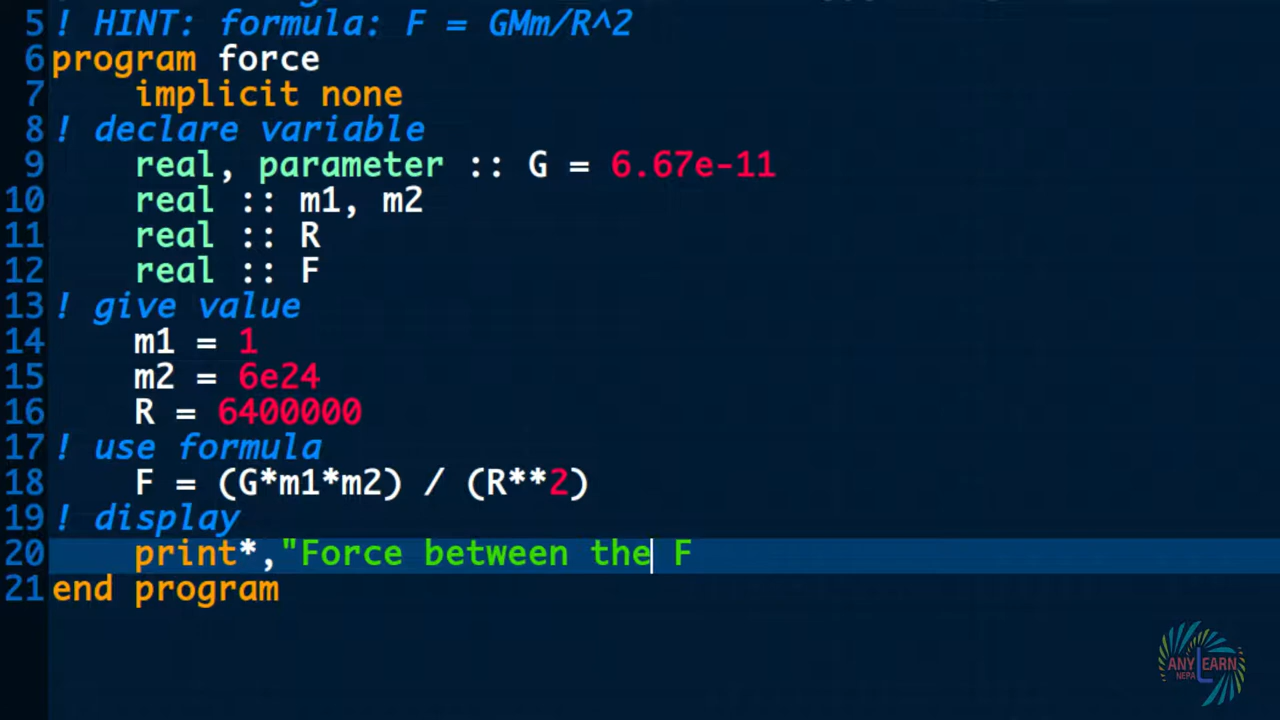 5 ! HINT: formula: F = GMm/R^2
6 program force
7 implicit none
8 ! declare variable
9 real, parameter :: G = 6.67e-11
10 real :: m1, m2
11 real :: R
12 real :: F
13 ! give value
14 m1 = 1
15 m2 = 6e24
16 R = 6400000
17 ! use formula
18 F = (G*m1*m2) / (R**2)
19 ! display
20 print*,"Force between the F
21 end program
ANY LEARN
NEPAL